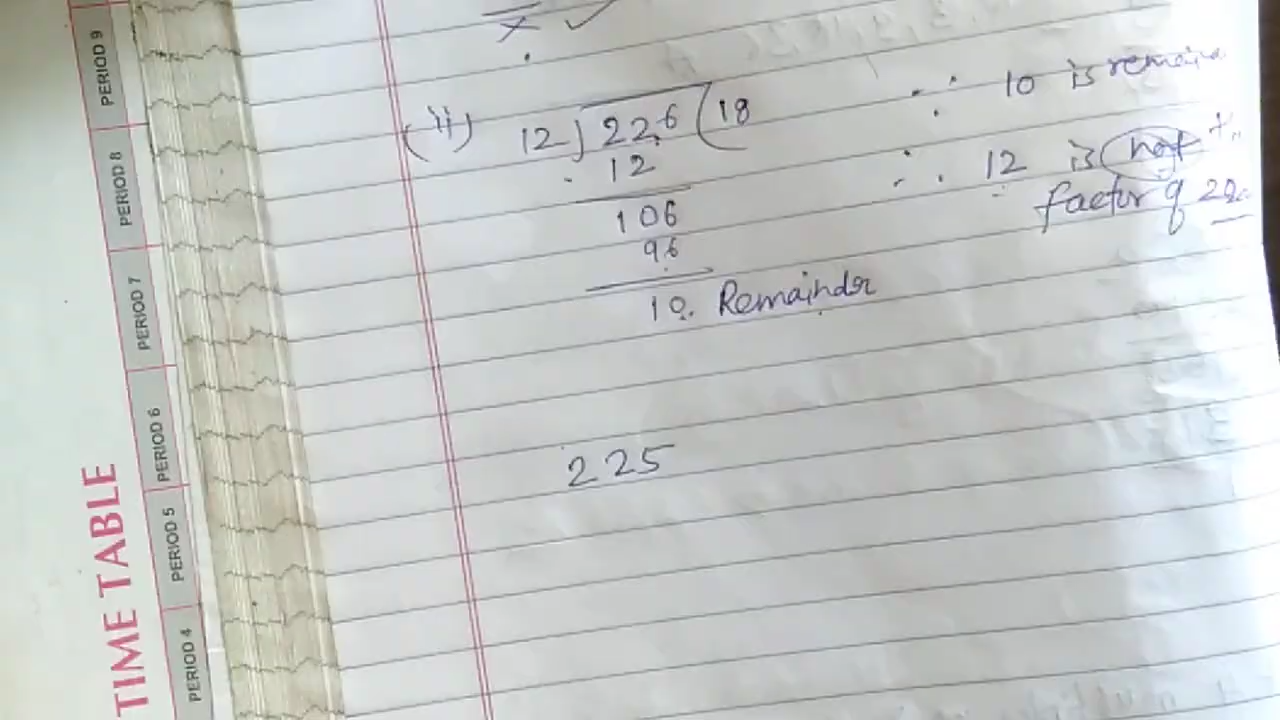 x ✓
(ii) 12 ) 226 ( 18
12
106
96
10. Remainder
∵ 10 is
∴ 12 is not
factor of
225
TIME TABLE
PERIOD 9
PERIOD 8
PERIOD 7
PERIOD 6
PERIOD 5
PERIOD 4